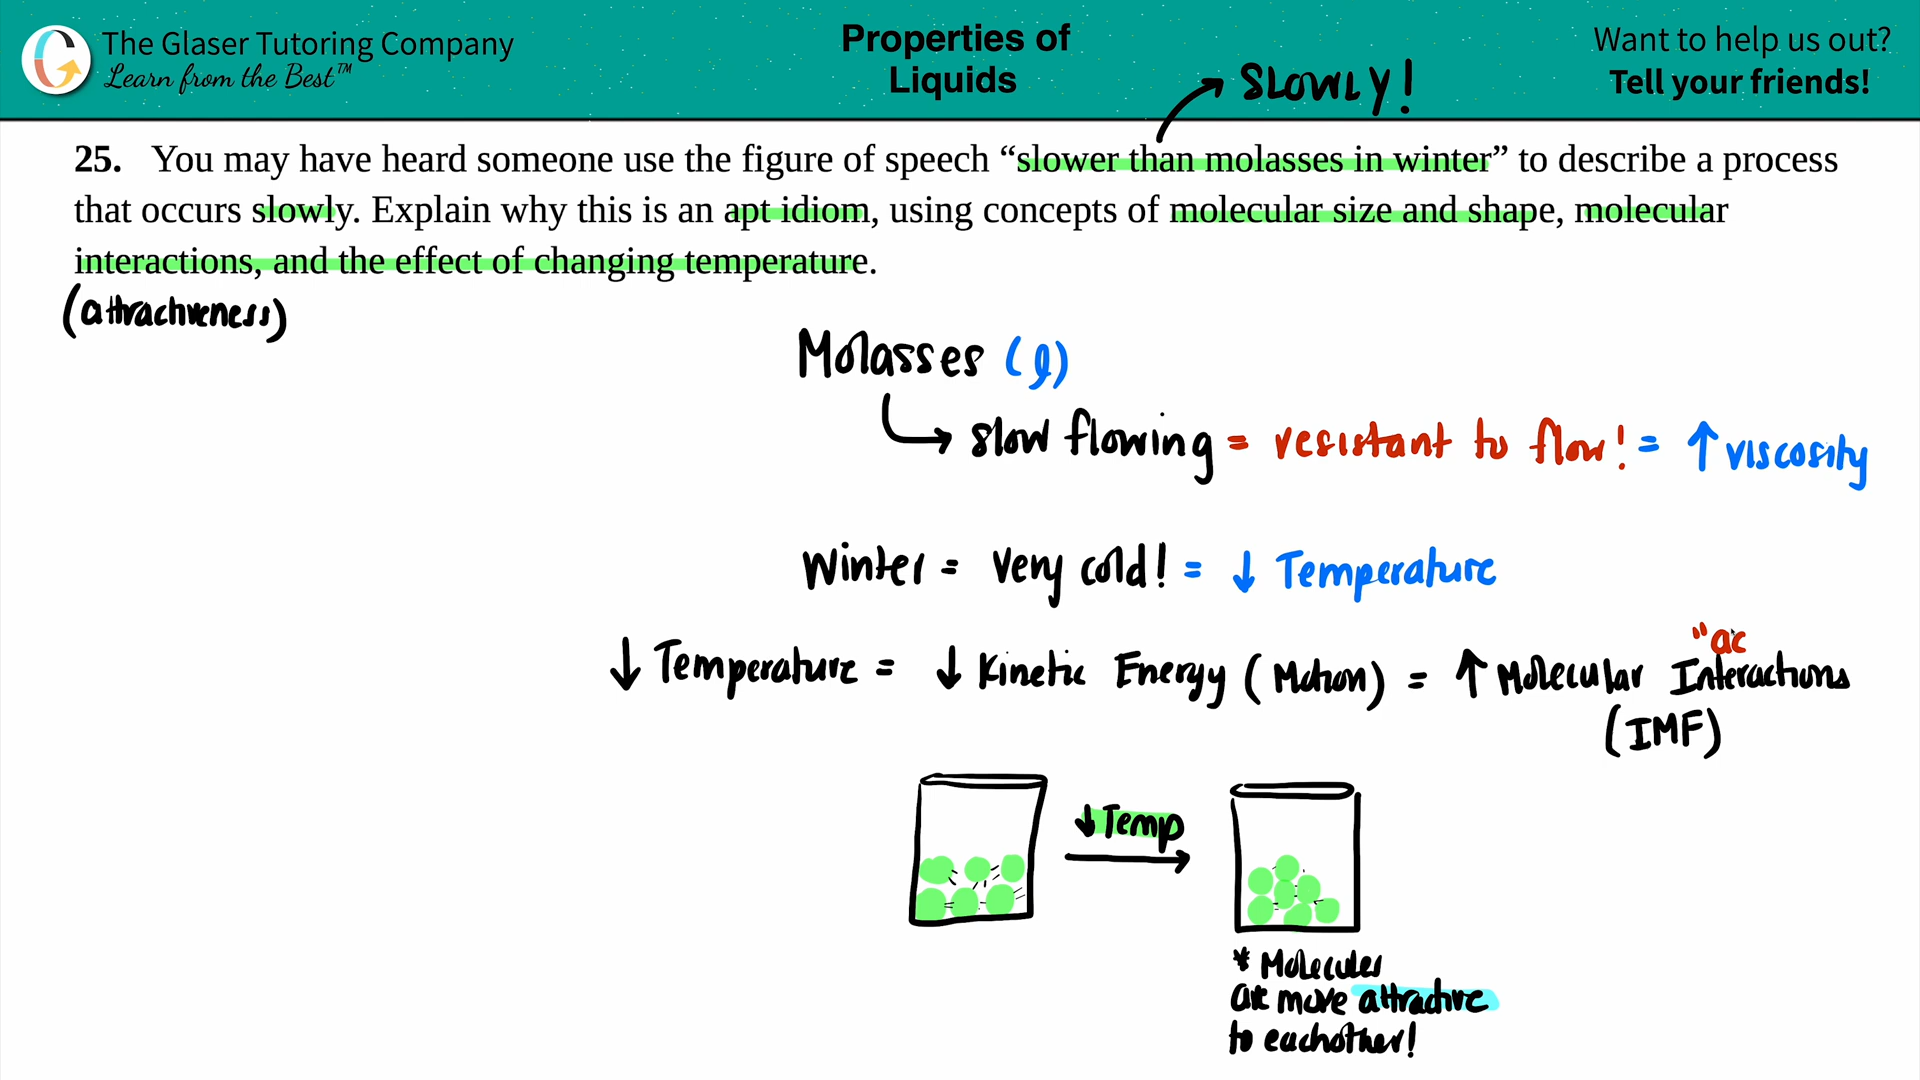 The Glaser Tutoring Company
Learn from the Best™
Properties of
Liquids
Want to help us out?
Tell your friends!
SLOWLY!
25. You may have heard someone use the figure of speech “slower than molasses in winter” to describe a process
that occurs slowly. Explain why this is an apt idiom, using concepts of molecular size and shape, molecular
interactions, and the effect of changing temperature.
(attractiveness)
Molasses (l)
slow flowing = resistant to flow! = ↑ viscosity
Winter = very cold! = ↓ Temperature
"ac
↓ Temperature = ↓ Kinetic Energy (Motion) = ↑ Molecular Interactions
(IMF)
↓ Temp
* Molecules
are more attractive
to eachother!